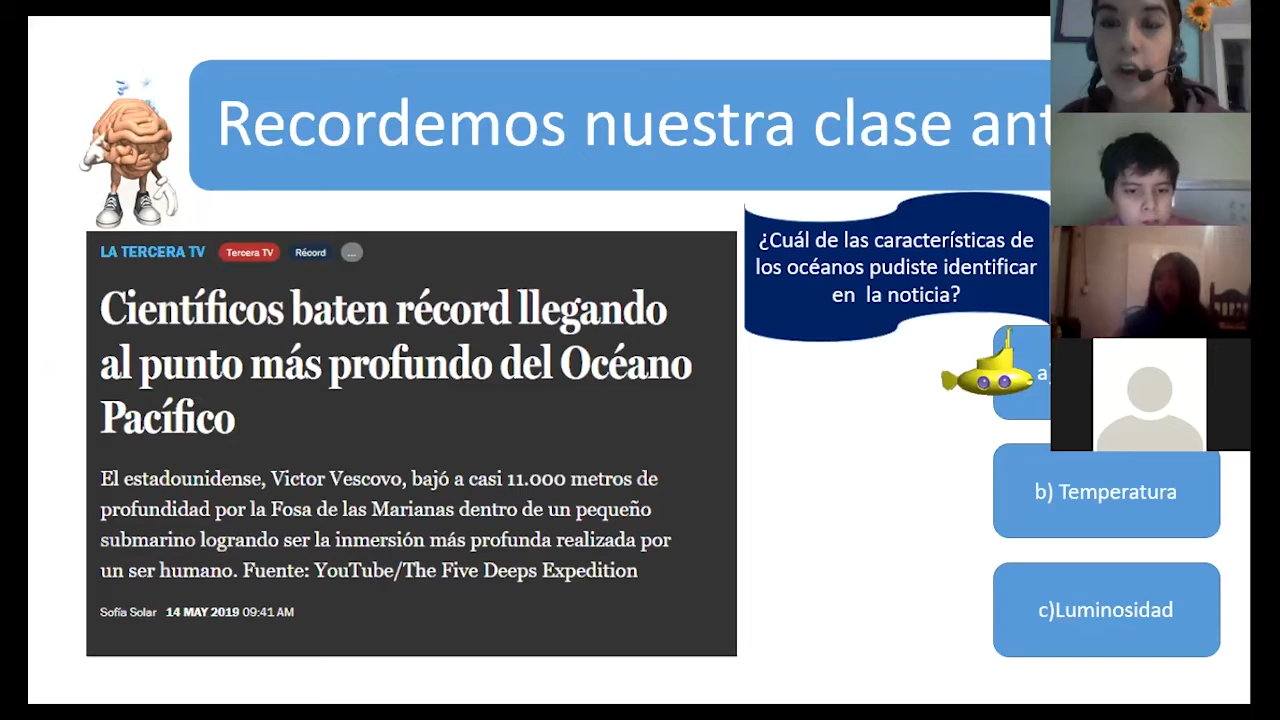 Recordemos nuestra clase ant
LA TERCERA TV Tercera TV Récord ...
Científicos baten récord llegando
al punto más profundo del Océano
Pacífico
El estadounidense, Victor Vescovo, bajó a casi 11.000 metros de
profundidad por la Fosa de las Marianas dentro de un pequeño
submarino logrando ser la inmersión más profunda realizada por
un ser humano. Fuente: YouTube/The Five Deeps Expedition
Sofía Solar 14 MAY 2019 09:41 AM
¿Cuál de las características de
los océanos pudiste identificar
en la noticia?
a)
b) Temperatura
c)Luminosidad